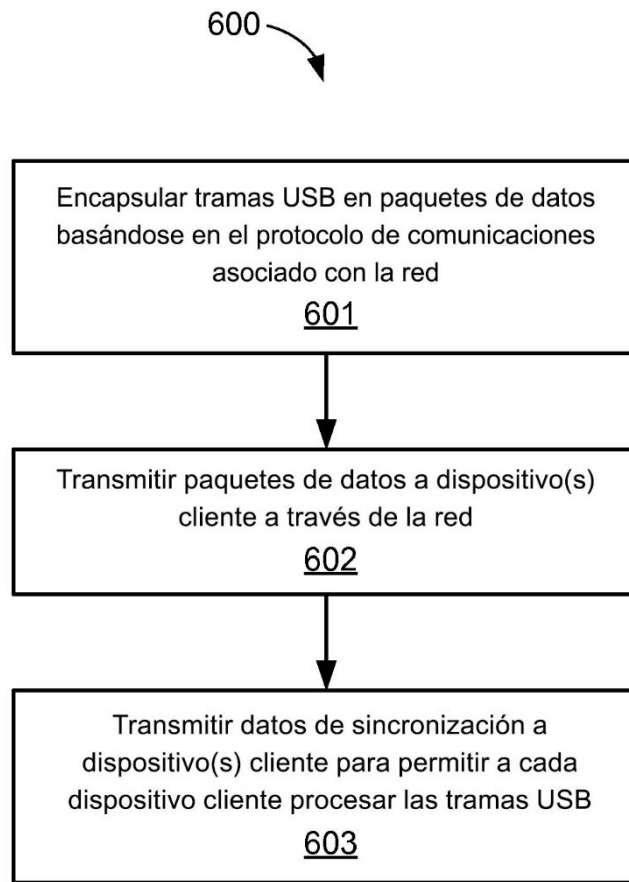 600
Encapsular tramas USB en paquetes de datos
basándose en el protocolo de comunicaciones
asociado con la red
601
Transmitir paquetes de datos a dispositivo(s)
cliente a través de la red
602
Transmitir datos de sincronización a
dispositivo(s) cliente para permitir a cada
dispositivo cliente procesar las tramas USB
603